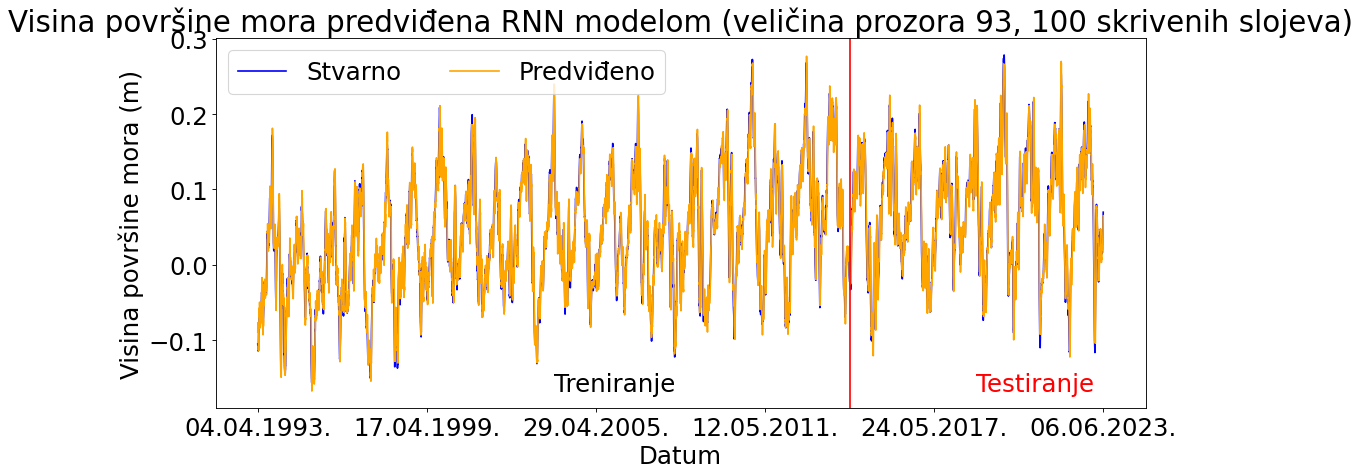 Visina površine mora predviđena RNN modelom (veličina prozora 93, 100 skrivenih slojeva)
Stvarno
Predviđeno
Visina površine mora (m)
0.3
0.2
0.1
0.0
−0.1
Treniranje
Testiranje
04.04.1993.
17.04.1999.
29.04.2005.
12.05.2011.
24.05.2017.
06.06.2023.
Datum